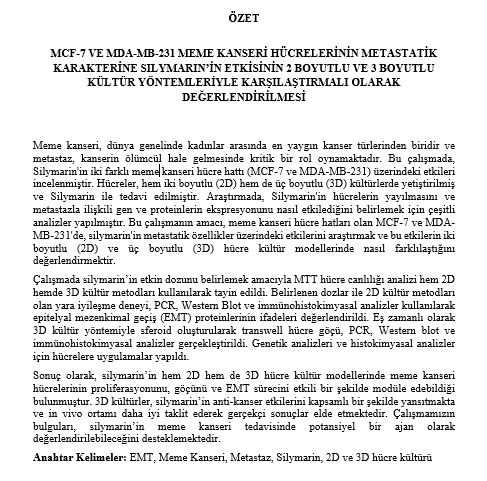 ÖZET
MCF-7 VE MDA-MB-231 MEME KANSERİ HÜCRELERİNİN METASTATİK
KARAKTERİNE SILYMARIN'İN ETKİSİNİN 2 BOYUTLU VE 3 BOYUTLU
KÜLTÜR YÖNTEMLERİYLE KARŞILAŞTIRMALI OLARAK
DEĞERLENDİRİLMESİ
Meme kanseri, dünya genelinde kadınlar arasında en yaygın kanser türlerinden biridir ve
metastaz, kanserin ölümcül hale gelmesinde kritik bir rol oynamaktadır. Bu çalışmada,
Silymarin'in iki farklı meme kanseri hücre hattı (MCF-7 ve MDA-MB-231) üzerindeki etkileri
incelenmiştir. Hücreler, hem iki boyutlu (2D) hem de üç boyutlu (3D) kültürlerde yetiştirilmiş
ve Silymarin ile tedavi edilmiştir. Araştırmada, Silymarin'in hücrelerin yayılmasını ve
metastazla ilişkili gen ve proteinlerin ekspresyonunu nasıl etkilediğini belirlemek için çeşitli
analizler yapılmıştır. Bu çalışmanın amacı, meme kanseri hücre hatları olan MCF-7 ve MDA-
MB-231'de, silymarin'in metastatik özellikler üzerindeki etkilerini araştırmak ve bu etkilerin iki
boyutlu (2D) ve üç boyutlu (3D) hücre kültür modellerinde nasıl farklılaştığını
değerlendirmektir.
Çalışmada silymarin'in etkin dozunu belirlemek amacıyla MTT hücre canlılığı analizi hem 2D
hemde 3D kültür metodları kullanılarak tayin edildi. Belirlenen dozlar ile 2D kültür metodları
olan yara iyileşme deneyi, PCR, Western Blot ve immünohistokimyasal analizler kullanılarak
epitelyal mezenkimal geçiş (EMT) proteinlerinin ifadeleri değerlendirildi. Eş zamanlı olarak
3D kültür yöntemiyle sferoid oluşturularak transwell hücre göçü, PCR, Western blot ve
immünohistokimyasal analizler gerçekleştirildi. Genetik analizleri ve histokimyasal analizler
için hücrelere uygulamalar yapıldı.
Sonuç olarak, silymarin'in hem 2D hem de 3D hücre kültür modellerinde meme kanseri
hücrelerinin proliferasyonunu, göçünü ve EMT sürecini etkili bir şekilde modüle edebildiği
bulunmuştur. 3D kültürler, silymarin'in anti-kanser etkilerini kapsamlı bir şekilde yansıtmakta
ve in vivo ortamı daha iyi taklit ederek gerçekçi sonuçlar elde etmektedir. Çalışmamızın
bulguları, silymarin'in meme kanseri tedavisinde potansiyel bir ajan olarak
değerlendirilebileceğini desteklemektedir.
Anahtar Kelimeler: EMT, Meme Kanseri, Metastaz, Silymarin, 2D ve 3D hücre kültürü